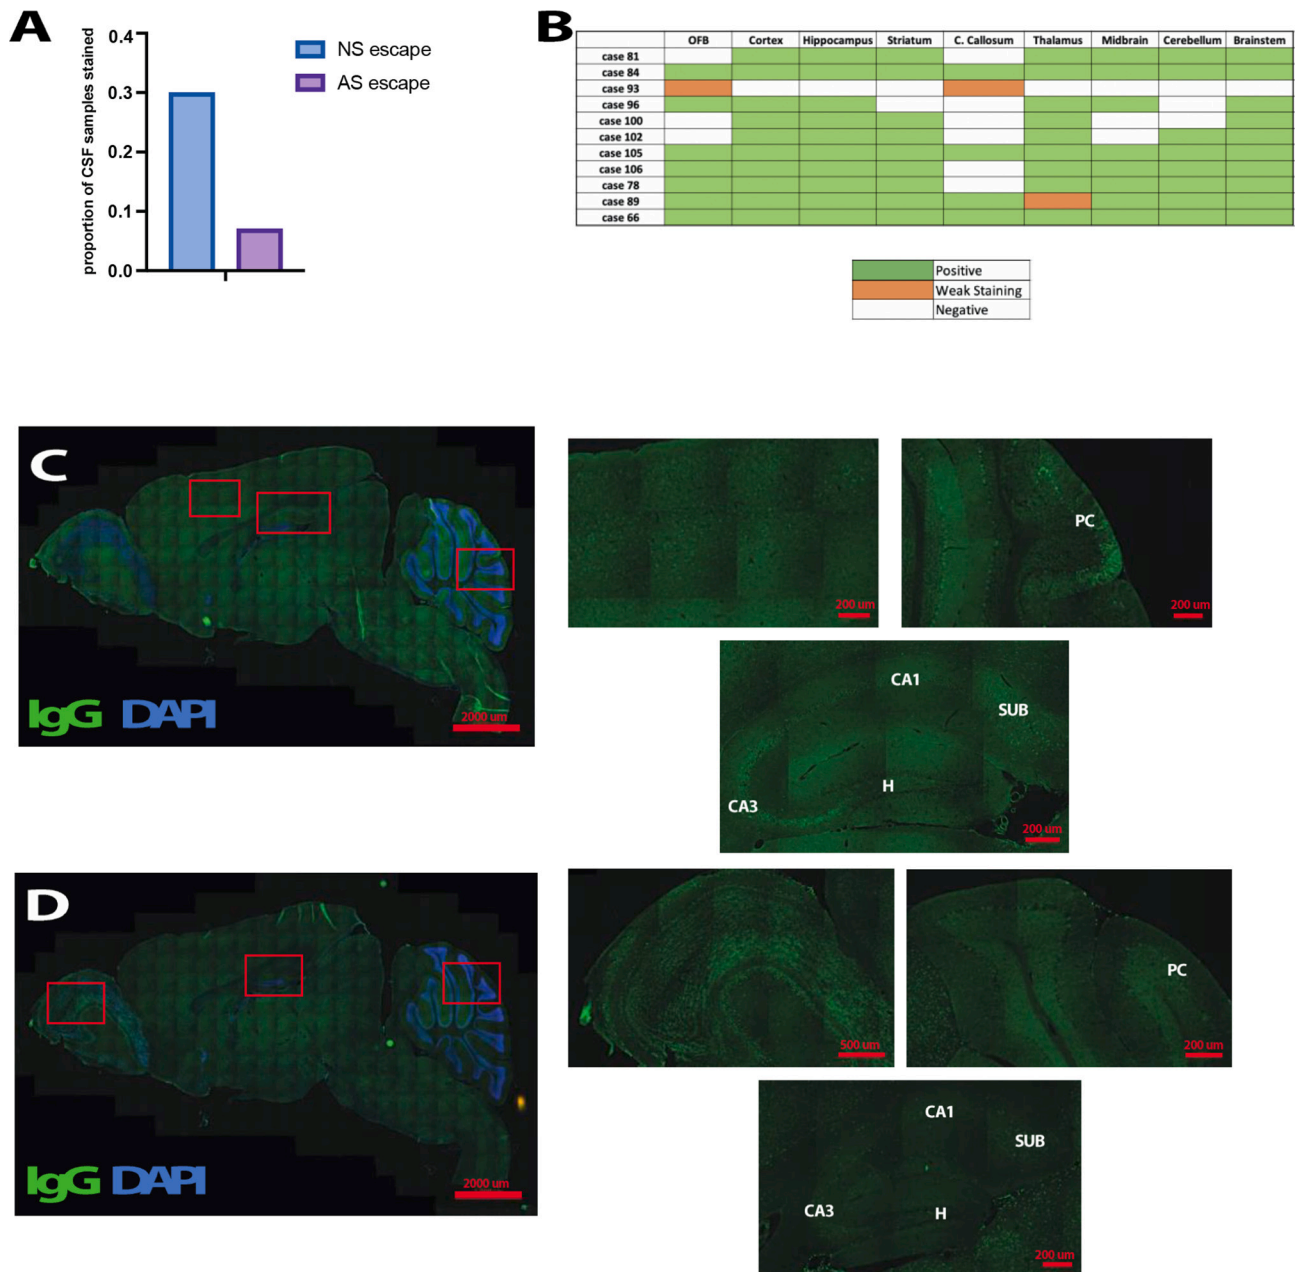 A
proportion of CSF samples stained
0.4
0.3
0.2
0.1
0.0
NS escape
AS escape
B
OFB Cortex Hippocampus Striatum C. Callosum Thalamus Midbrain Cerebellum Brainstem
case 81
case 84
case 93
case 96
case 100
case 102
case 105
case 106
case 78
case 89
case 66
Positive
Weak Staining
Negative
C
IgG DAPI
2000 um
200 um
PC
200 um
CA1
SUB
H
CA3
200 um
D
IgG DAPI
2000 um
500 um
PC
200 um
CA1
SUB
CA3
H
200 um